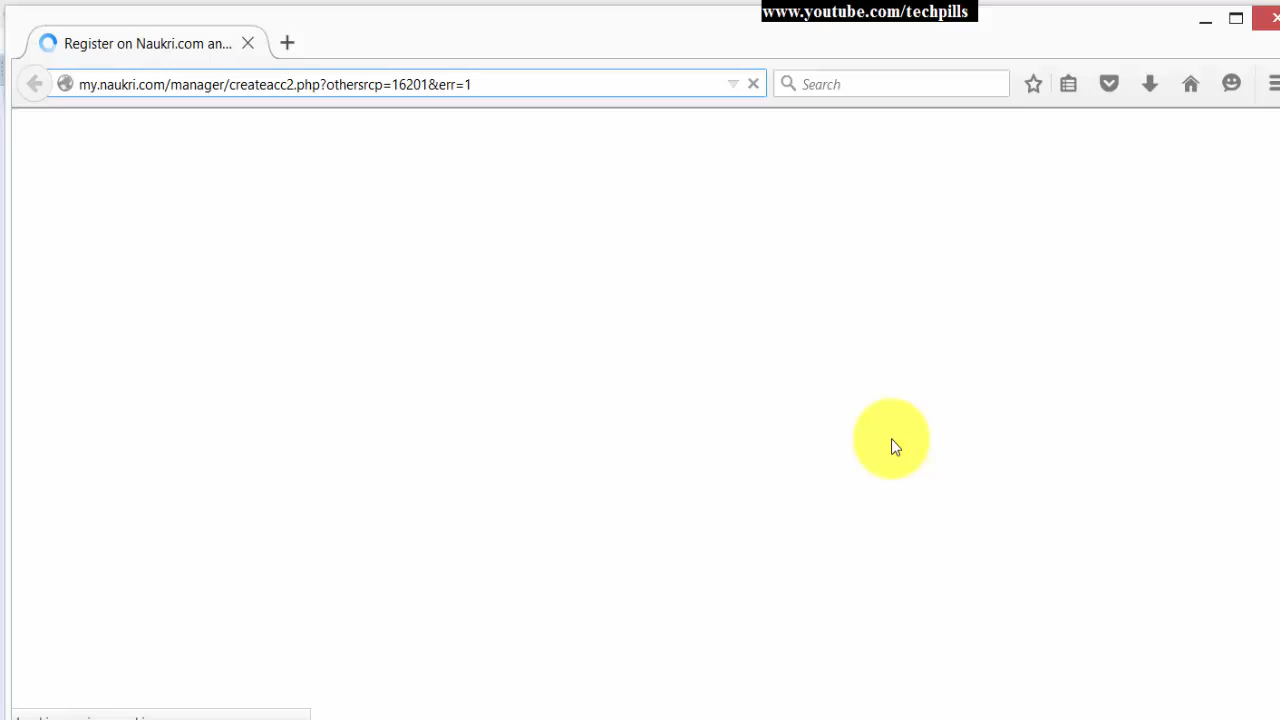 www.youtube.com/techpills
Register on Naukri.com an...
my.naukri.com/manager/createacc2.php?othersrcp=16201&err=1
Search